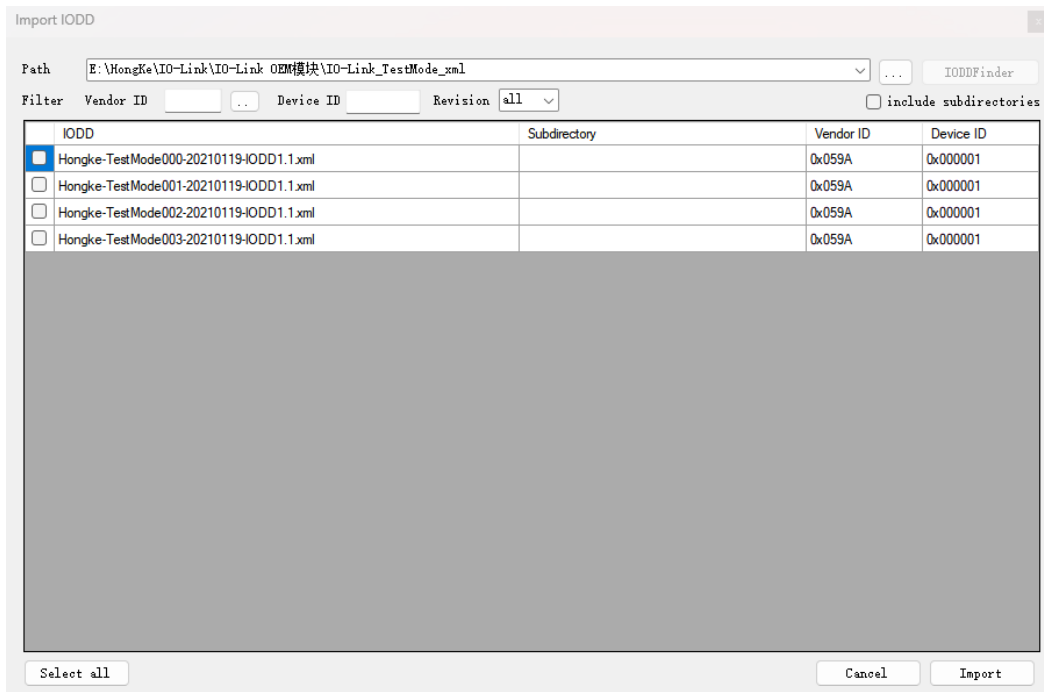 Import IODD
x
Path E:\HongKe\IO-Link\IO-Link OEM模块\IO-Link_TestMode_xml ... IODDFinder
Filter Vendor ID .. Device ID Revision all include subdirectories
IODD Subdirectory Vendor ID Device ID
Hongke-TestMode000-20210119-IODD1.1.xml 0x059A 0x000001
Hongke-TestMode001-20210119-IODD1.1.xml 0x059A 0x000001
Hongke-TestMode002-20210119-IODD1.1.xml 0x059A 0x000001
Hongke-TestMode003-20210119-IODD1.1.xml 0x059A 0x000001
Select all Cancel Import